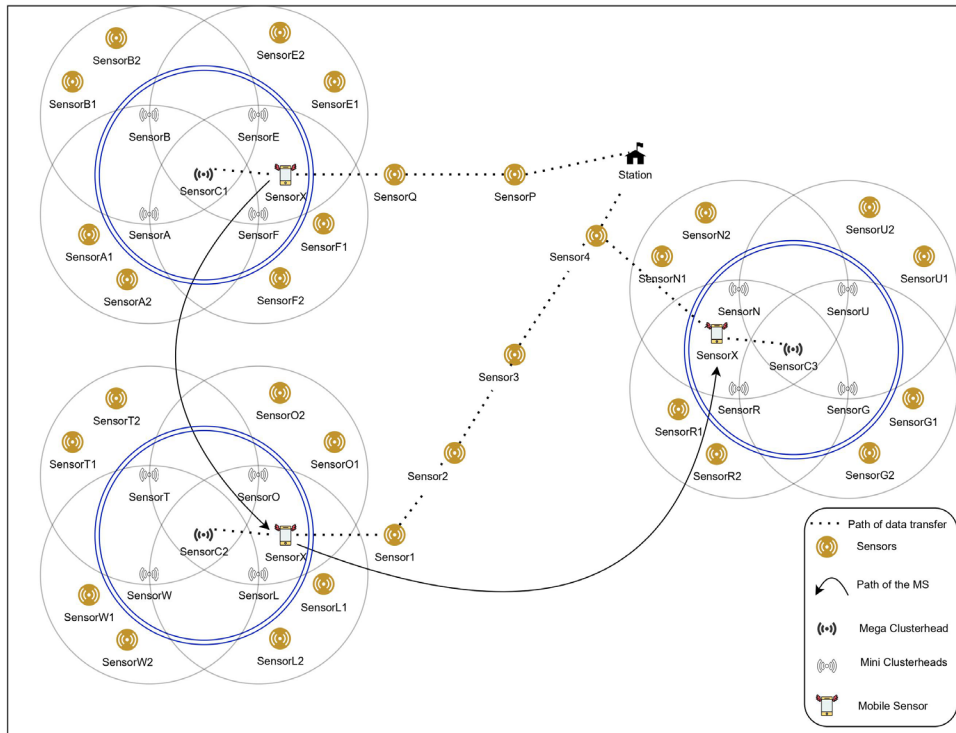 SensorE2
SensorB2
SensorB1
SensorE1
SensorB
SensorE
Station
SensorC1
SensorX
SensorQ
SensorP
SensorA
SensorF
SensorF1
SensorA1
SensorA2
SensorF2
Sensor4
SensorN2
SensorU2
SensorN1
SensorU1
SensorN
SensorU
SensorX
SensorC3
Sensor3
SensorR
SensorG
SensorR1
SensorG1
SensorR2
SensorG2
SensorT2
SensorO2
SensorT1
SensorO1
SensorT
SensorO
Sensor2
SensorC2
SensorX
Sensor1
SensorW
SensorL
SensorW1
SensorL1
SensorW2
SensorL2
Path of data transfer
Sensors
Path of the MS
Mega Clusterhead
Mini Clusterheads
Mobile Sensor